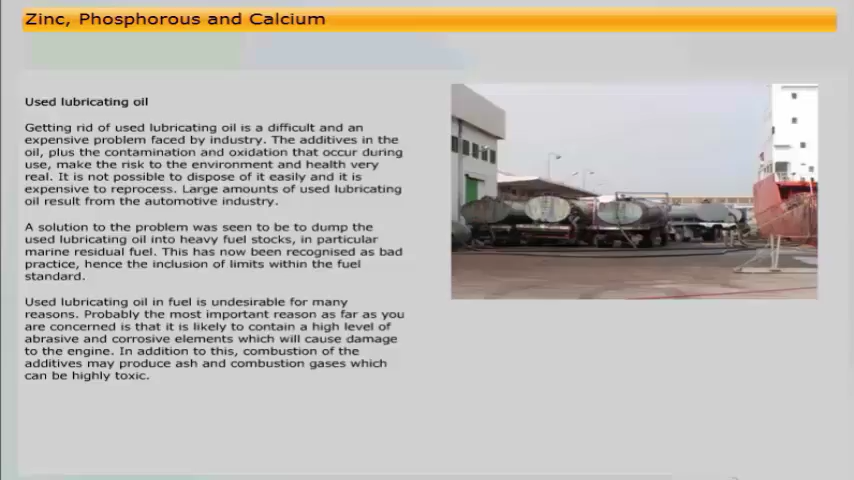 Zinc, Phosphorous and Calcium
Used lubricating oil
Getting rid of used lubricating oil is a difficult and an
expensive problem faced by industry. The additives in the
oil, plus the contamination and oxidation that occur during
use, make the risk to the environment and health very
real. It is not possible to dispose of it easily and it is
expensive to reprocess. Large amounts of used lubricating
oil result from the automotive industry.
A solution to the problem was seen to be to dump the
used lubricating oil into heavy fuel stocks, in particular
marine residual fuel. This has now been recognised as bad
practice, hence the inclusion of limits within the fuel
standard.
Used lubricating oil in fuel is undesirable for many
reasons. Probably the most important reason as far as you
are concerned is that it is likely to contain a high level of
abrasive and corrosive elements which will cause damage
to the engine. In addition to this, combustion of the
additives may produce ash and combustion gases which
can be highly toxic.